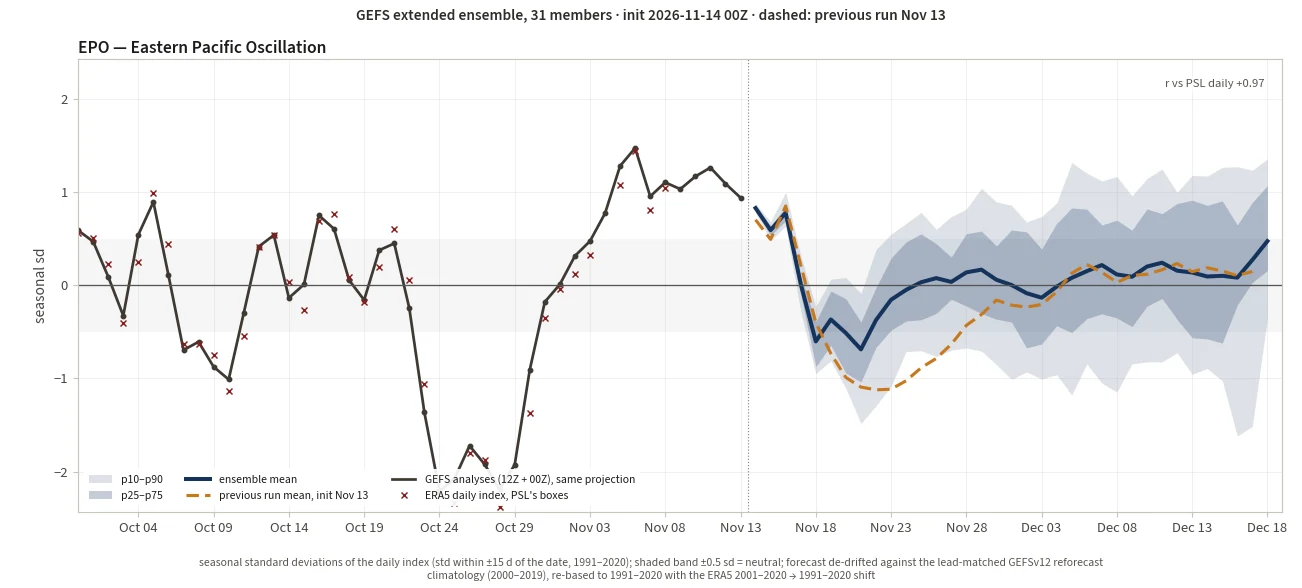 GEFS extended ensemble, 31 members · init 2026-11-14 00Z · dashed: previous run Nov 13
EPO — Eastern Pacific Oscillation
r vs PSL daily +0.97
seasonal sd
2
1
0
−1
−2
p10–p90
p25–p75
ensemble mean
previous run mean, init Nov 13
GEFS analyses (12Z + 00Z), same projection
ERA5 daily index, PSL's boxes
Oct 04
Oct 09
Oct 14
Oct 19
Oct 24
Oct 29
Nov 03
Nov 08
Nov 13
Nov 18
Nov 23
Nov 28
Dec 03
Dec 08
Dec 13
Dec 18
seasonal standard deviations of the daily index (std within ±15 d of the date, 1991–2020); shaded band ±0.5 sd = neutral; forecast de-drifted against the lead-matched GEFSv12 reforecast
climatology (2000–2019), re-based to 1991–2020 with the ERA5 2001–2020 → 1991–2020 shift